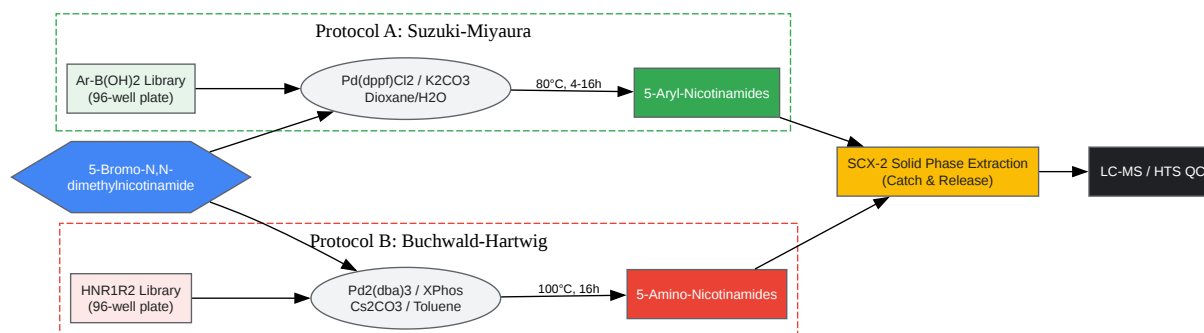 Protocol A: Suzuki-Miyaura
Ar-B(OH)2 Library
(96-well plate)
Pd(dppf)Cl2 / K2CO3
Dioxane/H2O
80°C, 4-16h
5-Aryl-Nicotinamides
5-Bromo-N,N-
dimethylnicotinamide
SCX-2 Solid Phase Extraction
(Catch & Release)
LC-MS / HTS QC
Protocol B: Buchwald-Hartwig
HNR1R2 Library
(96-well plate)
Pd2(dba)3 / XPhos
Cs2CO3 / Toluene
100°C, 16h
5-Amino-Nicotinamides